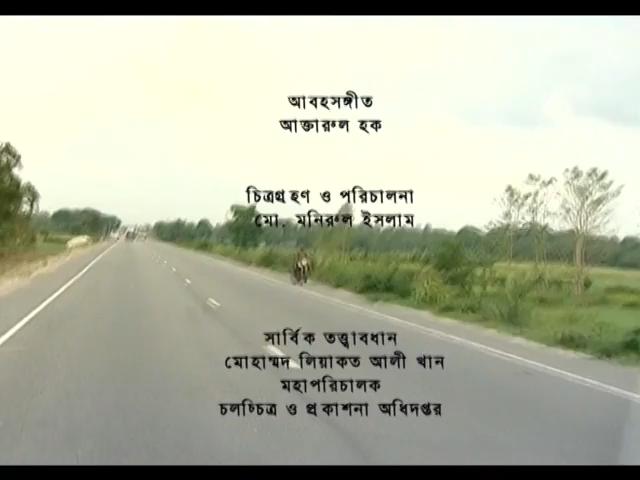 আবহসঙ্গীত
আক্তারুল হক
চিত্রগ্রহণ ও পরিচালনা
মো. মনিরুল ইসলাম
সার্বিক তত্ত্বাবধান
মোহাম্মদ লিয়াকত আলী খান
মহাপরিচালক
চলচ্চিত্র ও প্রকাশনা অধিদপ্তর